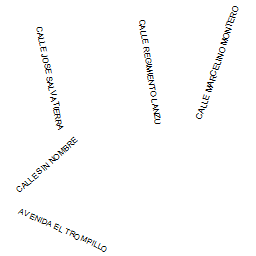 CALLE JOSE SALVATIERRA
CALLE REGIMIENTO LANZU
CALLE MARCELINO MONTERO
CALLE SIN NOMBRE
AVENIDA EL TROMPILLO